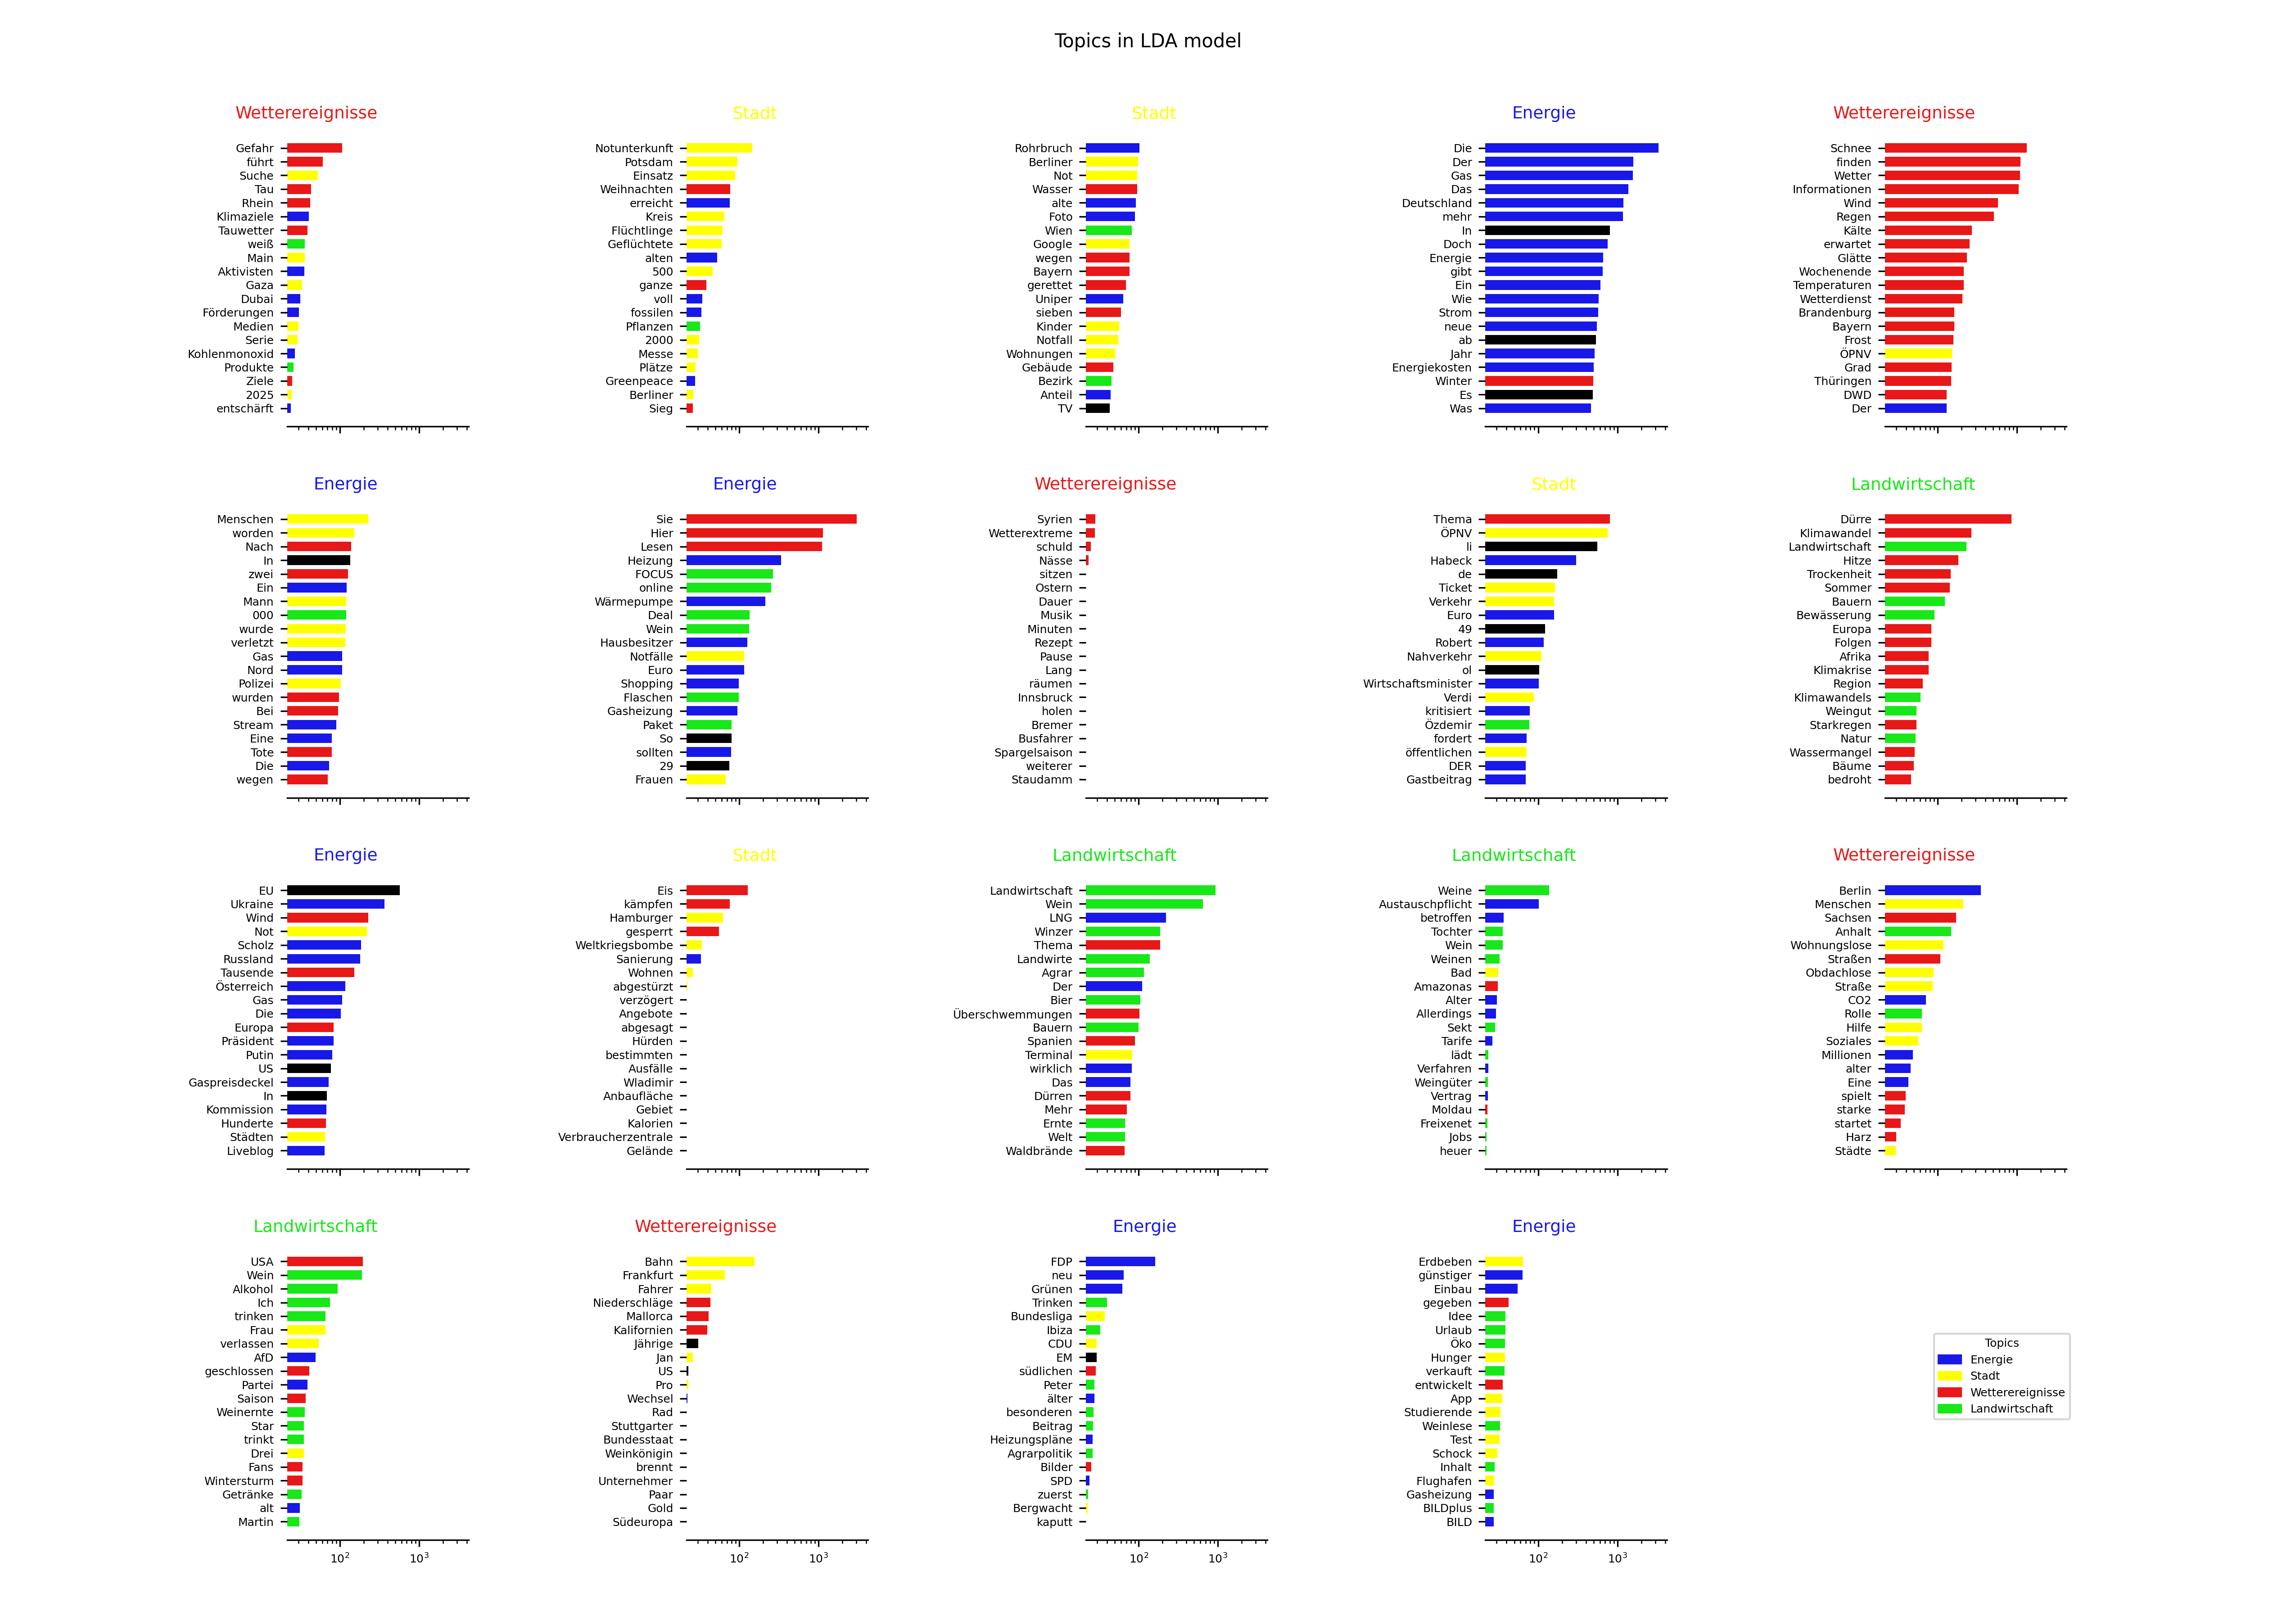 Topics in LDA model
Wetterereignisse
Gefahr
führt
Suche
Tau
Rhein
Klimaziele
Tauwetter
weiß
Main
Aktivisten
Gaza
Dubai
Förderungen
Medien
Serie
Kohlenmonoxid
Produkte
Ziele
2025
entschärft
Stadt
Notunterkunft
Potsdam
Einsatz
Weihnachten
erreicht
Kreis
Flüchtlinge
Geflüchtete
alten
500
ganze
voll
fossilen
Pflanzen
2000
Messe
Plätze
Greenpeace
Berliner
Sieg
Stadt
Rohrbruch
Berliner
Not
Wasser
alte
Foto
Wien
Google
wegen
Bayern
gerettet
Uniper
sieben
Kinder
Notfall
Wohnungen
Gebäude
Bezirk
Anteil
TV
Energie
Die
Der
Gas
Das
Deutschland
mehr
In
Doch
Energie
gibt
Ein
Wie
Strom
neue
ab
Jahr
Energiekosten
Winter
Es
Was
Wetterereignisse
Schnee
finden
Wetter
Informationen
Wind
Regen
Kälte
erwartet
Glätte
Wochenende
Temperaturen
Wetterdienst
Brandenburg
Bayern
Frost
ÖPNV
Grad
Thüringen
DWD
Der
Energie
Menschen
worden
Nach
In
zwei
Ein
Mann
000
wurde
verletzt
Gas
Nord
Polizei
wurden
Bei
Stream
Eine
Tote
Die
wegen
Energie
Sie
Hier
Lesen
Heizung
FOCUS
online
Wärmepumpe
Deal
Wein
Hausbesitzer
Notfälle
Euro
Shopping
Flaschen
Gasheizung
Paket
So
sollten
29
Frauen
Wetterereignisse
Syrien
Wetterextreme
schuld
Nässe
sitzen
Ostern
Dauer
Musik
Minuten
Rezept
Pause
Lang
räumen
Innsbruck
holen
Bremer
Busfahrer
Spargelsaison
weiterer
Staudamm
Stadt
Thema
ÖPNV
li
Habeck
de
Ticket
Verkehr
Euro
49
Robert
Nahverkehr
ol
Wirtschaftsminister
Verdi
kritisiert
Özdemir
fordert
öffentlichen
DER
Gastbeitrag
Landwirtschaft
Dürre
Klimawandel
Landwirtschaft
Hitze
Trockenheit
Sommer
Bauern
Bewässerung
Europa
Folgen
Afrika
Klimakrise
Region
Klimawandels
Weingut
Starkregen
Natur
Wassermangel
Bäume
bedroht
Energie
EU
Ukraine
Wind
Not
Scholz
Russland
Tausende
Österreich
Gas
Die
Europa
Präsident
Putin
US
Gaspreisdeckel
In
Kommission
Hunderte
Städten
Liveblog
Stadt
Eis
kämpfen
Hamburger
gesperrt
Weltkriegsbombe
Sanierung
Wohnen
abgestürzt
verzögert
Angebote
abgesagt
Hürden
bestimmten
Ausfälle
Wladimir
Anbaufläche
Gebiet
Kalorien
Verbraucherzentrale
Gelände
Landwirtschaft
Landwirtschaft
Wein
LNG
Winzer
Thema
Landwirte
Agrar
Der
Bier
Überschwemmungen
Bauern
Spanien
Terminal
wirklich
Das
Dürren
Mehr
Ernte
Welt
Waldbrände
Landwirtschaft
Weine
Austauschpflicht
betroffen
Tochter
Wein
Weinen
Bad
Amazonas
Alter
Allerdings
Sekt
Tarife
lädt
Verfahren
Weingüter
Vertrag
Moldau
Freixenet
Jobs
heuer
Wetterereignisse
Berlin
Menschen
Sachsen
Anhalt
Wohnungslose
Straßen
Obdachlose
Straße
CO2
Rolle
Hilfe
Soziales
Millionen
alter
Eine
spielt
starke
startet
Harz
Städte
Landwirtschaft
USA
Wein
Alkohol
Ich
trinken
Frau
verlassen
AfD
geschlossen
Partei
Saison
Weinernte
Star
trinkt
Drei
Fans
Wintersturm
Getränke
alt
Martin
10² 10³
Wetterereignisse
Bahn
Frankfurt
Fahrer
Niederschläge
Mallorca
Kalifornien
Jährige
Jan
US
Pro
Wechsel
Rad
Stuttgarter
Bundesstaat
Weinkönigin
brennt
Unternehmer
Paar
Gold
Südeuropa
10² 10³
Energie
FDP
neu
Grünen
Trinken
Bundesliga
Ibiza
CDU
EM
südlichen
Peter
älter
besonderen
Beitrag
Heizungspläne
Agrarpolitik
Bilder
SPD
zuerst
Bergwacht
kaputt
10² 10³
Energie
Erdbeben
günstiger
Einbau
gegeben
Idee
Urlaub
Öko
Hunger
verkauft
entwickelt
App
Studierende
Weinlese
Test
Schock
Inhalt
Flughafen
Gasheizung
BILDplus
BILD
10² 10³
Topics
Energie
Stadt
Wetterereignisse
Landwirtschaft